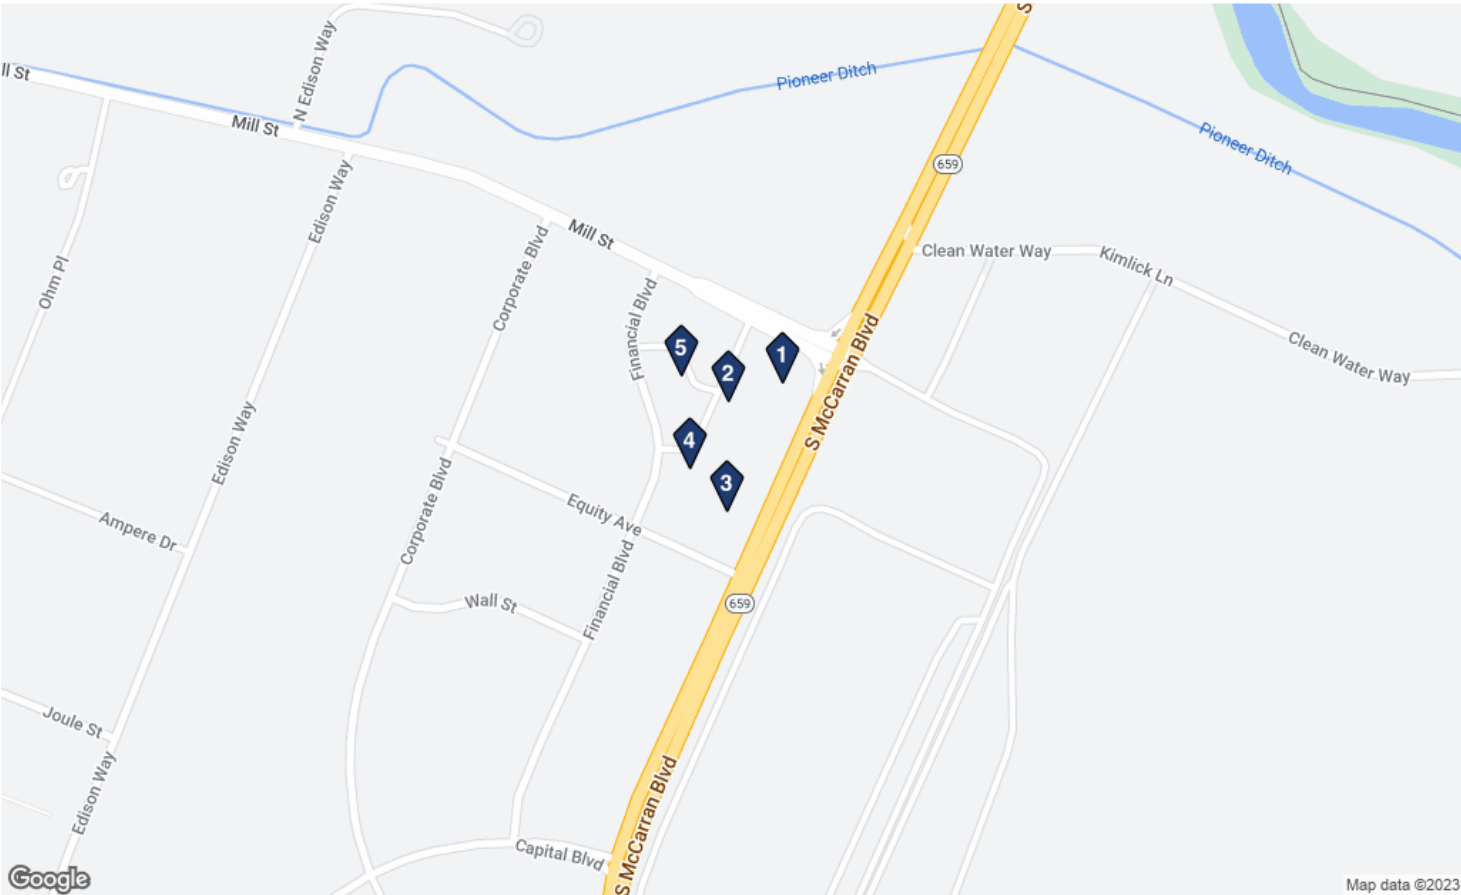 S
N Edison Way
ll St
Pioneer Ditch
Mill St
Pioneer Ditch
659
Edison Way
Mill St
Corporate Blvd
Clean Water Way
Kimlick Ln
Ohm Pl
Financial Blvd
5
2
1
S McCarran Blvd
Clean Water Way
Edison Way
4
3
Corporate Blvd
Equity Ave
Ampere Dr
Financial Blvd
Wall St
659
Joule St
Edison Way
S McCarran Blvd
Capital Blvd
Google
Map data ©2023